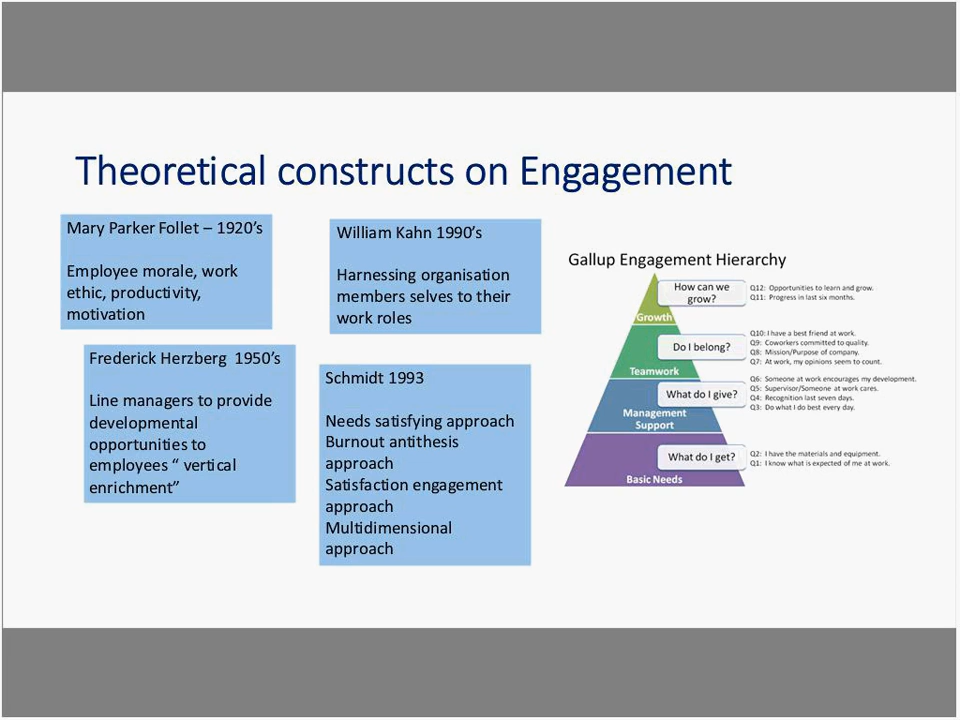 Theoretical constructs on Engagement
Mary Parker Follet – 1920’s
Employee morale, work
ethic, productivity,
motivation
Frederick Herzberg 1950’s
Line managers to provide
developmental
opportunities to
employees “ vertical
enrichment”
William Kahn 1990’s
Harnessing organisation
members selves to their
work roles
Schmidt 1993
Needs satisfying approach
Burnout antithesis
approach
Satisfaction engagement
approach
Multidimensional
approach
Gallup Engagement Hierarchy
How can we
grow?
Growth
Q12: Opportunities to learn and grow.
Q11: Progress in last six months.
Do I belong?
Teamwork
Q10: I have a best friend at work.
Q9: Coworkers committed to quality.
Q8: Mission/Purpose of company.
Q7: At work, my opinions seem to count.
What do I give?
Management
Support
Q6: Someone at work encourages my development.
Q5: Supervisor/Someone at work cares.
Q4: Recognition last seven days.
Q3: Do what I do best every day.
What do I get?
Basic Needs
Q2: I have the materials and equipment.
Q1: I know what is expected of me at work.